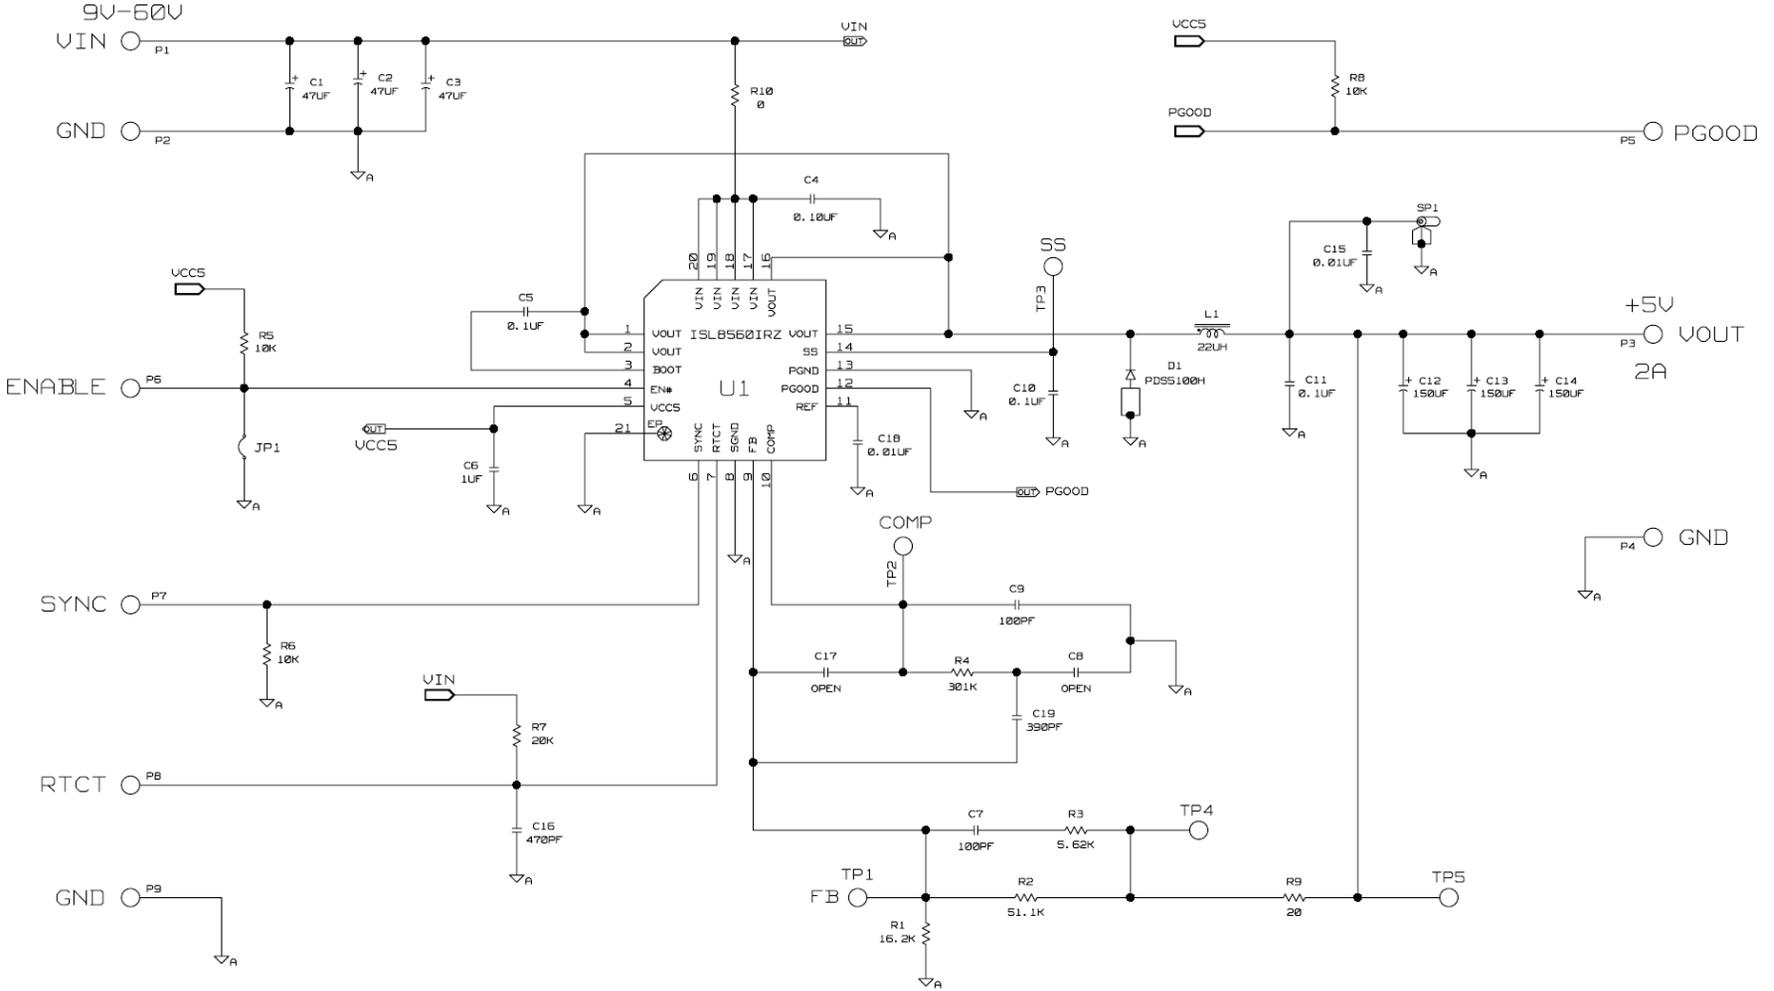 9V-60V
VIN
P1
VIN
OUT
C1
47UF
+
C2
47UF
+
C3
47UF
+
R10
0
GND
P2
A
VCC5
R8
10K
PGOOD
P5
PGOOD
C4
0.10UF
A
20
19
18
17
16
VIN
VIN
VIN
VIN
VOUT
SS
TP3
SP1
C15
0.01UF
A
A
VCC5
R5
10K
C5
0.1UF
1
2
3
4
5
21
VOUT
VOUT
BOOT
EN#
VCC5
EP
ISL8560IRZ
U1
VOUT
SS
PGND
PGOOD
REF
15
14
13
12
11
L1
22UH
+5V
P3
VOUT
2A
ENABLE
P6
JP1
A
OUT
VCC5
C6
1UF
A
A
SYNC
RTCT
SGND
FB
COMP
6
7
8
9
10
A
C18
0.01UF
A
A
C10
0.1UF
A
D1
PDS5100H
A
C11
0.1UF
A
C12
150UF
+
C13
150UF
+
C14
150UF
+
A
OUT
PGOOD
COMP
TP2
P4
GND
A
SYNC
P7
R6
10K
A
C9
100PF
C17
OPEN
R4
301K
C8
OPEN
A
C19
390PF
VIN
R7
20K
RTCT
P8
C16
470PF
A
C7
100PF
R3
5.62K
TP4
GND
P9
A
TP1
FB
R2
51.1K
R9
20
TP5
R1
16.2K
A